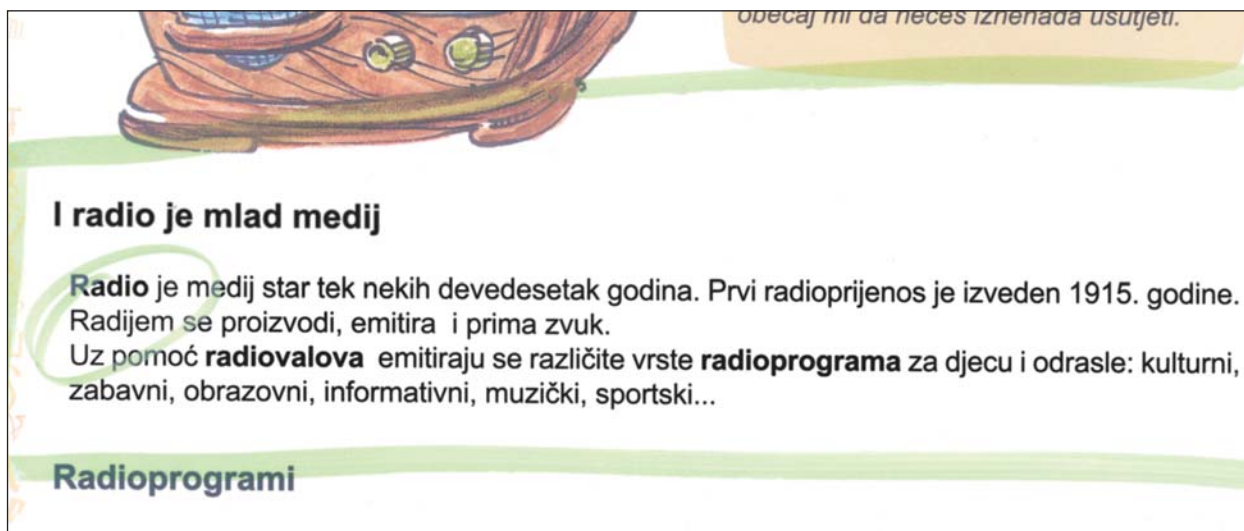 obećaj mi da nećeš iznenada ušutjeti.
I radio je mlad medij
Radio je medij star tek nekih devedesetak godina. Prvi radioprijenos je izveden 1915. godine.
Radijem se proizvodi, emitira i prima zvuk.
Uz pomoć radiovalova emitiraju se različite vrste radioprograma za djecu i odrasle: kulturni,
zabavni, obrazovni, informativni, muzički, sportski...
Radioprogrami